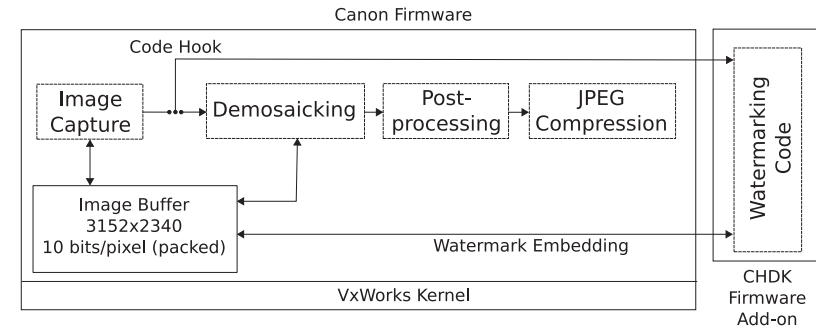 Canon Firmware
Code Hook
Image
Capture
Demosaicking
Post-
processing
JPEG
Compression
Image Buffer
3152x2340
10 bits/pixel (packed)
Watermark Embedding
VxWorks Kernel
Watermarking
Code
CHDK
Firmware
Add-on